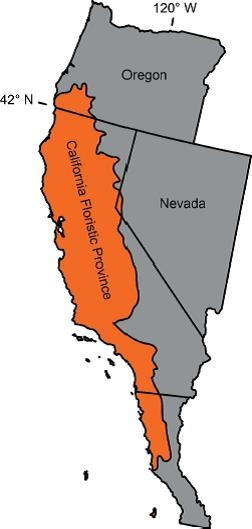 120° W
Oregon
42° N
California Floristic Province
Nevada